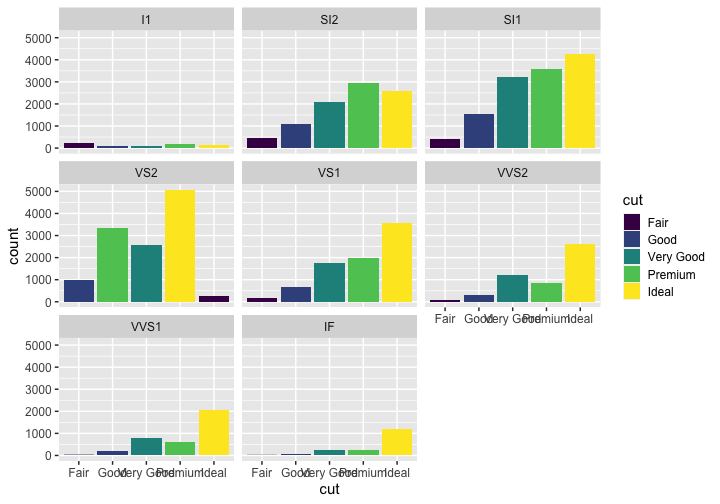 I1
SI2
SI1
5000
4000
3000
2000
1000
0
VS2
VS1
VVS2
5000
4000
3000
2000
1000
0
Fair
Good
Very Good
Premium
Ideal
VVS1
IF
5000
4000
3000
2000
1000
0
Fair
Good
Very Good
Premium
Ideal
Fair
Good
Very Good
Premium
Ideal
cut
count
cut
Fair
Good
Very Good
Premium
Ideal